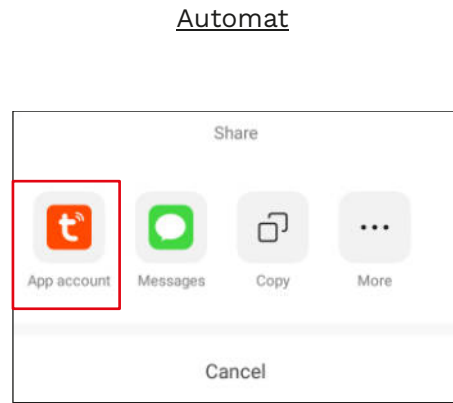 Automat
Share
App account
Messages
Copy
More
Cancel